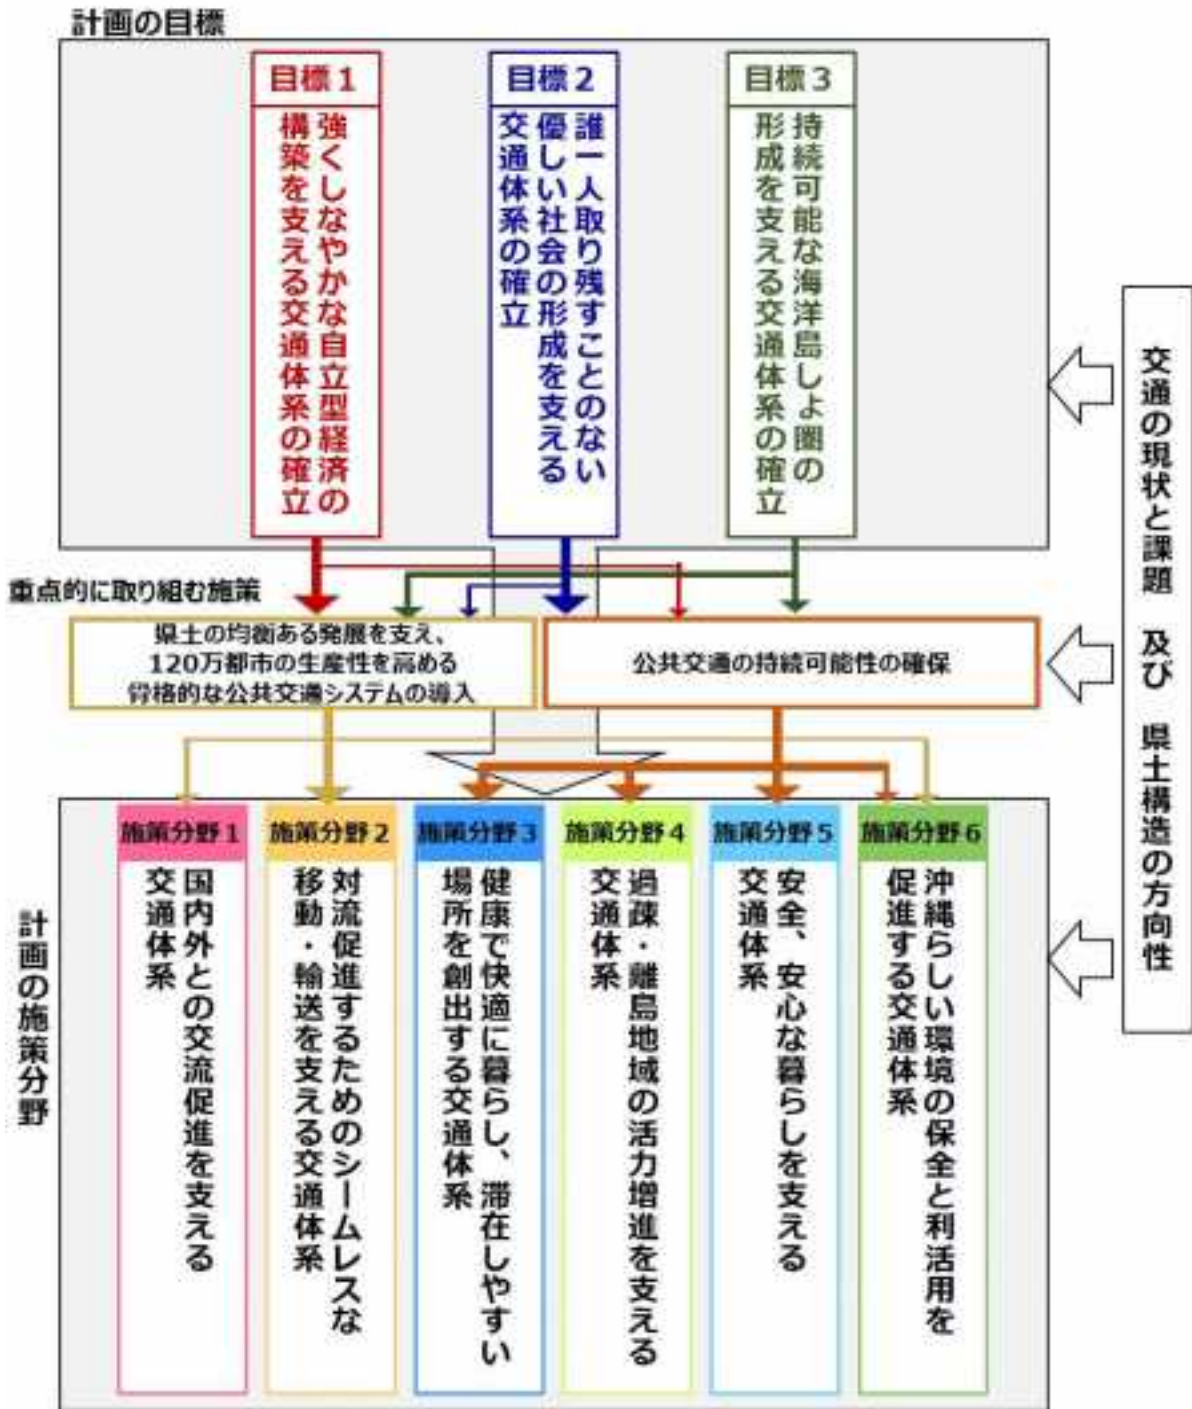 計画の目標
目標1
強くしなやかな自立型経済の
構築を支える交通体系の確立
目標2
誰一人取り残すことのない
優しい社会の形成を支える
交通体系の確立
目標3
持続可能な海洋島しょ圏の
形成を支える交通体系の確立
重点的に取り組む施策
県土の均衡ある発展を支え、
120万都市の生産性を高める
骨格的な公共交通システムの導入
公共交通の持続可能性の確保
交通の現状と課題 及び 県土構造の方向性
計画の施策分野
施策分野1
国内外との交流促進を支える
交通体系
施策分野2
対流促進するためのシームレスな
移動・輸送を支える交通体系
施策分野3
健康で快適に暮らし、滞在しやすい
場所を創出する交通体系
施策分野4
過疎・離島地域の活力増進を支える
交通体系
施策分野5
安全、安心な暮らしを支える
交通体系
施策分野6
沖縄らしい環境の保全と利活用を
促進する交通体系